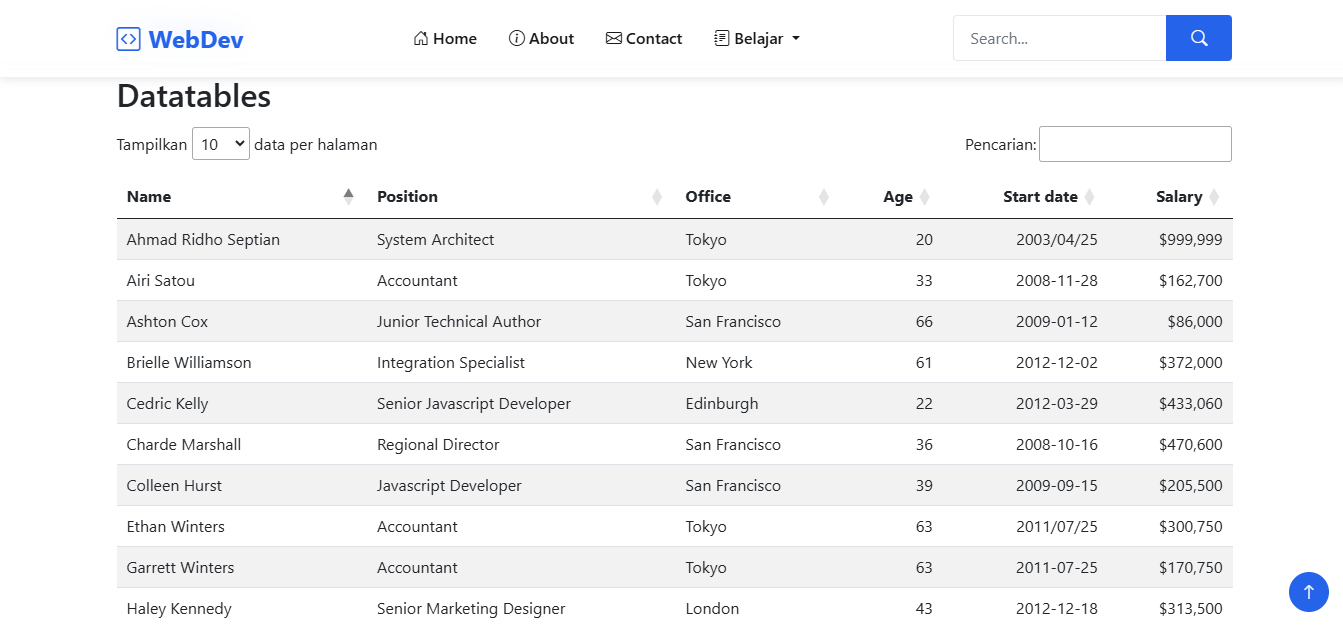 WebDev Home About Contact Belajar Search...
Datatables
Tampilkan 10 data per halaman Pencarian:
Name Position Office Age Start date Salary
Ahmad Ridho Septian System Architect Tokyo 20 2003/04/25 $999,999
Airi Satou Accountant Tokyo 33 2008-11-28 $162,700
Ashton Cox Junior Technical Author San Francisco 66 2009-01-12 $86,000
Brielle Williamson Integration Specialist New York 61 2012-12-02 $372,000
Cedric Kelly Senior Javascript Developer Edinburgh 22 2012-03-29 $433,060
Charde Marshall Regional Director San Francisco 36 2008-10-16 $470,600
Colleen Hurst Javascript Developer San Francisco 39 2009-09-15 $205,500
Ethan Winters Accountant Tokyo 63 2011/07/25 $300,750
Garrett Winters Accountant Tokyo 63 2011-07-25 $170,750
Haley Kennedy Senior Marketing Designer London 43 2012-12-18 $313,500